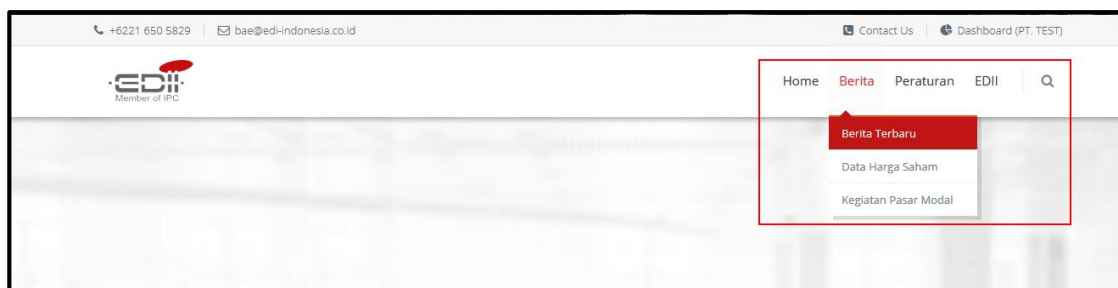 +6221 650 5829 bae@edi-indonesia.co.id Contact Us Dashboard (PT. TEST)
EDII
Member of IPC
Home Berita Peraturan EDII
Berita Terbaru
Data Harga Saham
Kegiatan Pasar Modal